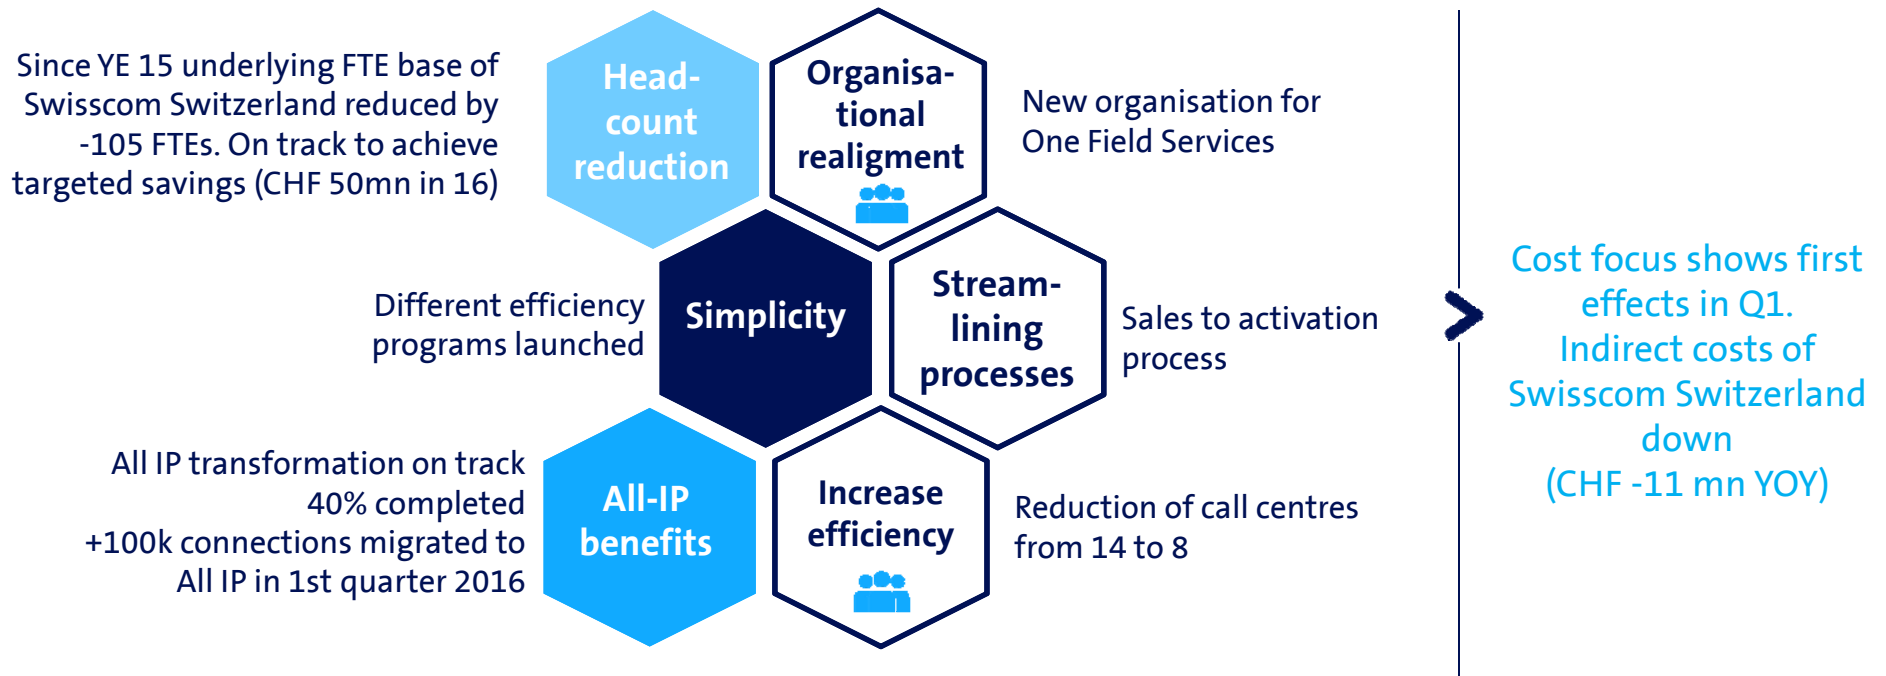 Since YE 15 underlying FTE base of
Swisscom Switzerland reduced by
-105 FTEs. On track to achieve
targeted savings (CHF 50mn in 16)
Head-
count
reduction
Organisa-
tional
realigment
New organisation for
One Field Services
Different efficiency
programs launched
Simplicity
Stream-
lining
processes
Sales to activation
process
All IP transformation on track
40% completed
+100k connections migrated to
All IP in 1st quarter 2016
All-IP
benefits
Increase
efficiency
Reduction of call centres
from 14 to 8
Cost focus shows first
effects in Q1.
Indirect costs of
Swisscom Switzerland
down
(CHF -11 mn YOY)